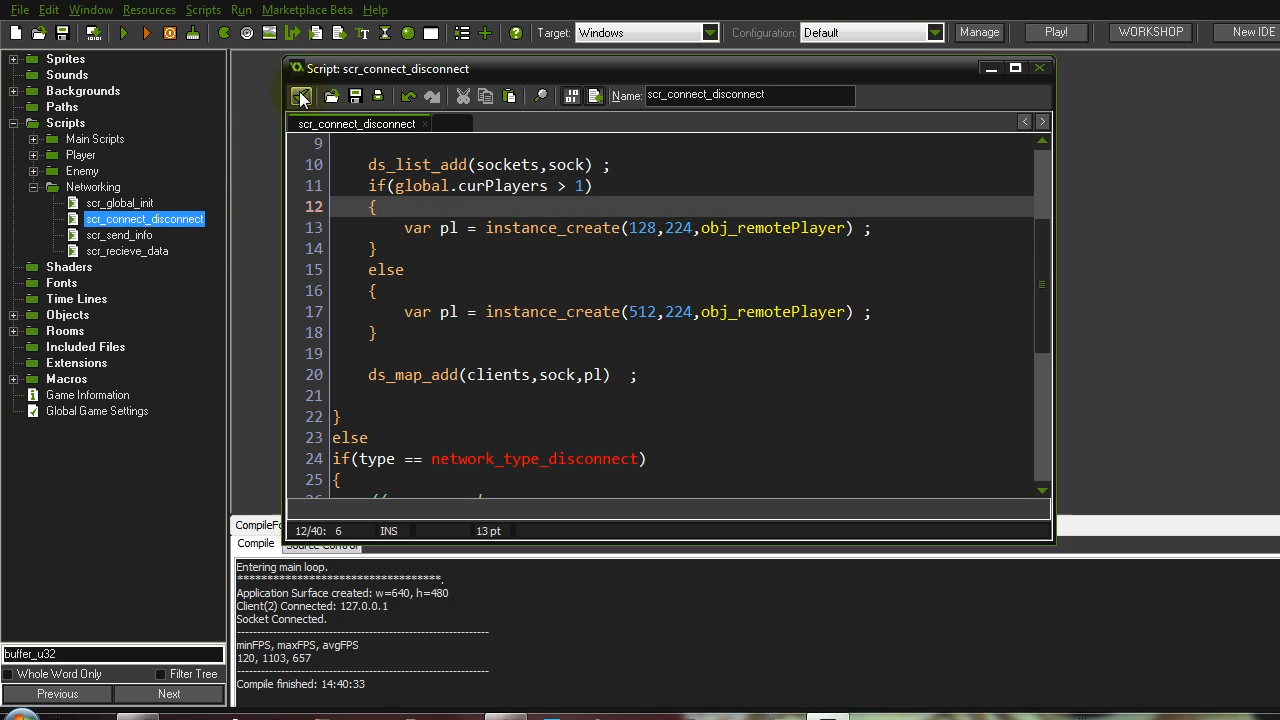 File Edit Window Resources Scripts Run Marketplace Beta Help
Target: Windows Configuration: Default Manage Play! WORKSHOP New IDE
Sprites
Sounds
Backgrounds
Paths
Scripts
Main Scripts
Player
Enemy
Networking
scr_global_init
scr_connect_disconnect
scr_send_info
scr_recieve_data
Shaders
Fonts
Time Lines
Objects
Rooms
Included Files
Extensions
Macros
Game Information
Global Game Settings
buffer_u32
Whole Word Only Filter Tree
Previous Next
Script: scr_connect_disconnect
Name: scr_connect_disconnect
scr_connect_disconnect
9
10 ds_list_add(sockets,sock) ;
11 if(global.curPlayers > 1)
12 {
13 var pl = instance_create(128,224,obj_remotePlayer) ;
14 }
15 else
16 {
17 var pl = instance_create(512,224,obj_remotePlayer) ;
18 }
19
20 ds_map_add(clients,sock,pl) ;
21
22 }
23 else
24 if(type == network_type_disconnect)
25 {
12/40: 6 INS 13 pt
Compile Source Control
Entering main loop.
***********************************.
Application Surface created: w=640, h=480
Client(2) Connected: 127.0.0.1
Socket Connected.
minFPS, maxFPS, avgFPS
120, 1103, 657
Compile finished: 14:40:33